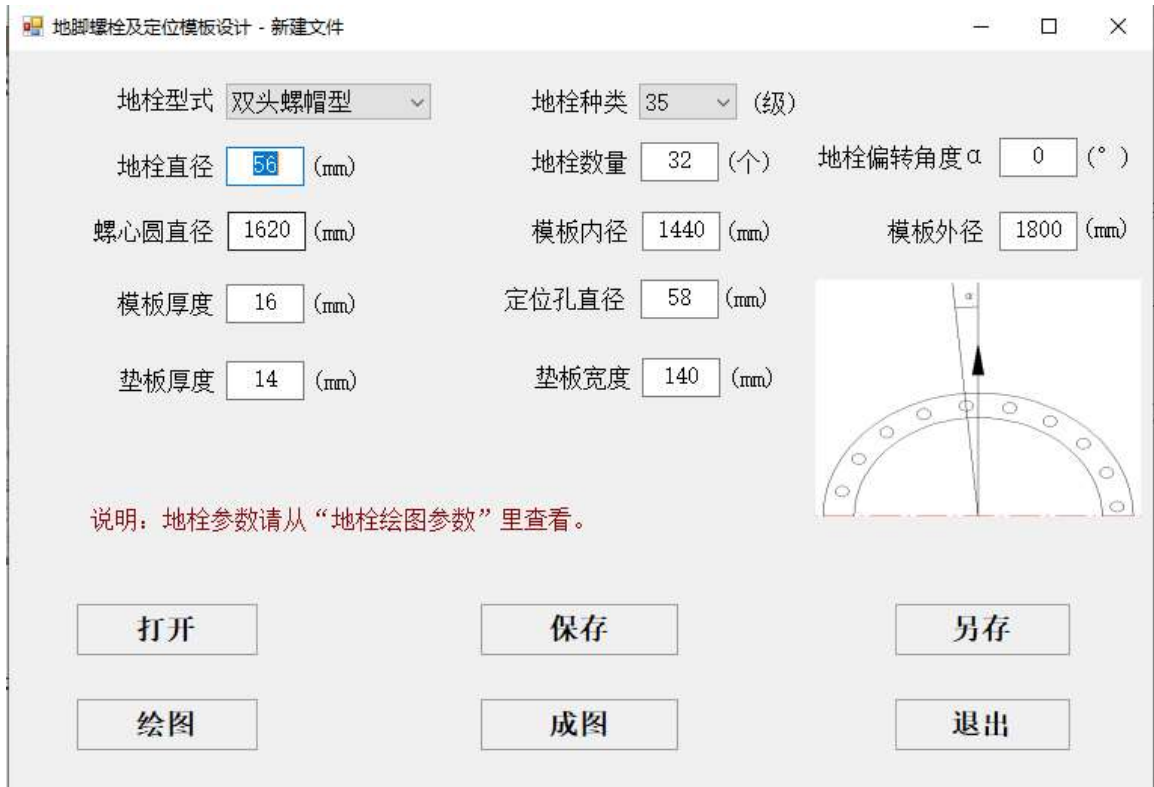 地脚螺栓及定位模板设计 - 新建文件
地栓型式 双头螺帽型 地栓种类 35 (级)
地栓直径 56 (mm) 地栓数量 32 (个) 地栓偏转角度α 0 (° )
螺心圆直径 1620 (mm) 模板内径 1440 (mm) 模板外径 1800 (mm)
模板厚度 16 (mm) 定位孔直径 58 (mm)
α
垫板厚度 14 (mm) 垫板宽度 140 (mm)
说明：地栓参数请从“地栓绘图参数”里查看。
打开 保存 另存
绘图 成图 退出